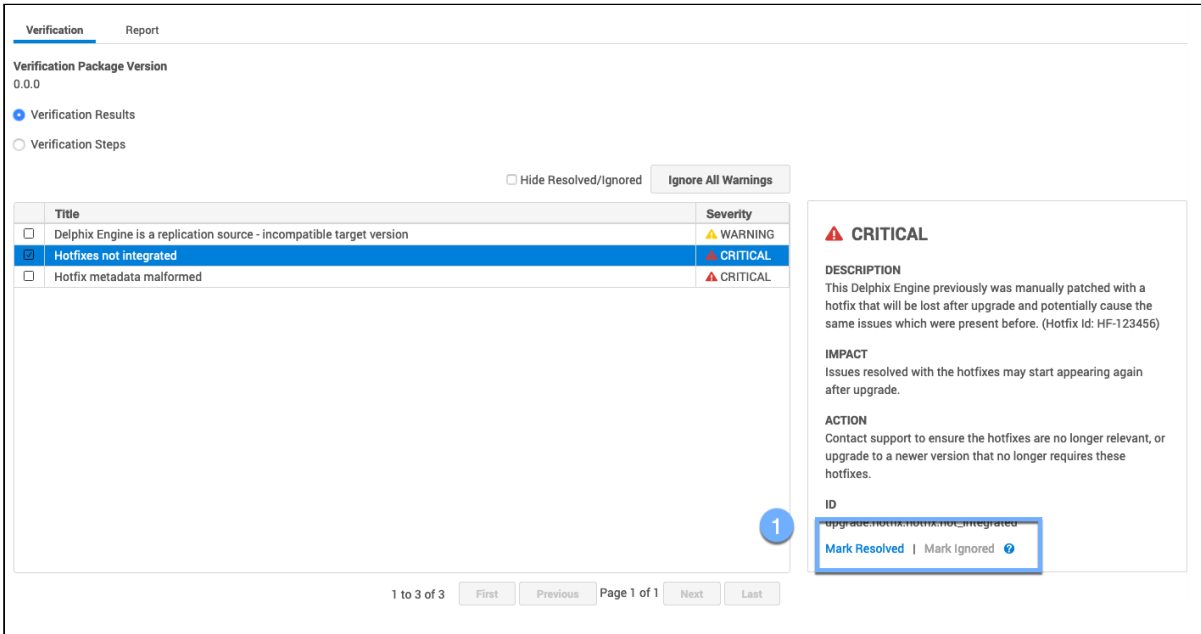 Verification Report
Verification Package Version
0.0.0
Verification Results
Verification Steps
Hide Resolved/Ignored Ignore All Warnings
Title Severity
Delphix Engine is a replication source - incompatible target version WARNING
Hotfixes not integrated CRITICAL
Hotfix metadata malformed CRITICAL
CRITICAL
DESCRIPTION
This Delphix Engine previously was manually patched with a
hotfix that will be lost after upgrade and potentially cause the
same issues which were present before. (Hotfix Id: HF-123456)
IMPACT
Issues resolved with the hotfixes may start appearing again
after upgrade.
ACTION
Contact support to ensure the hotfixes are no longer relevant, or
upgrade to a newer version that no longer requires these
hotfixes.
ID
upgrade.hotfix.hotfix.not_integrated
1
Mark Resolved | Mark Ignored ?
1 to 3 of 3 First Previous Page 1 of 1 Next Last